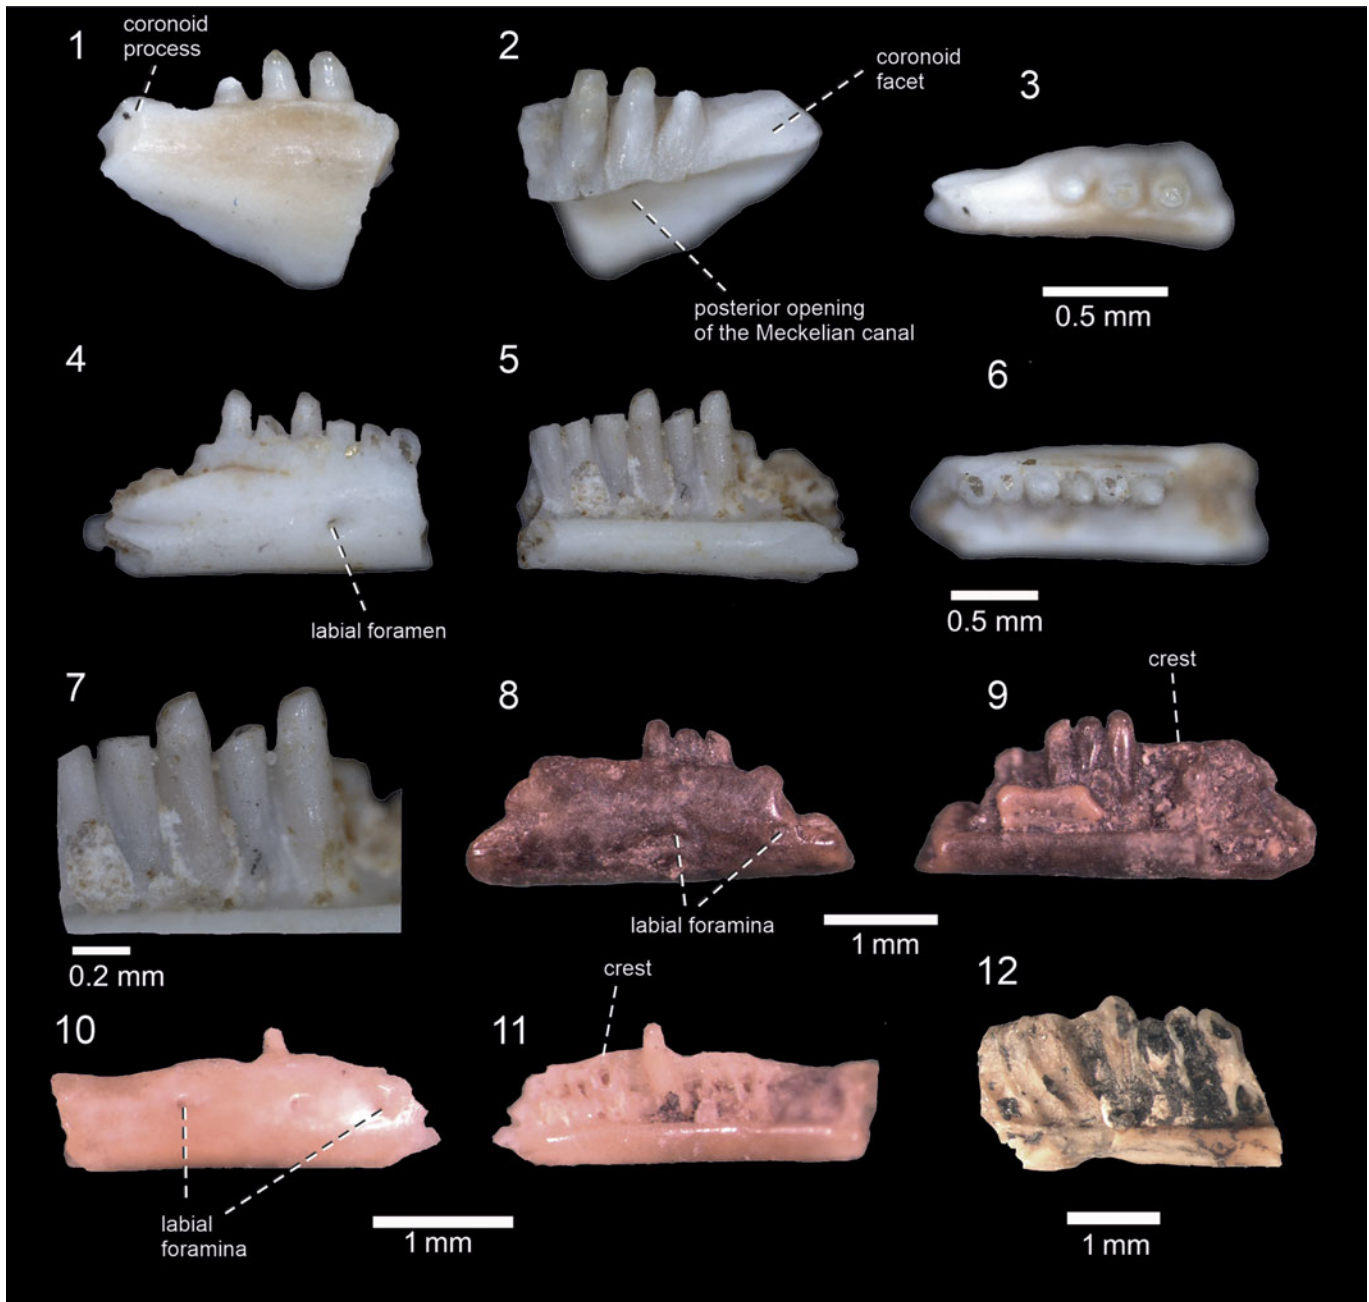 1
coronoid
process
2
coronoid
facet
3
posterior opening
of the Meckelian canal
0.5 mm
4
labial foramen
5
6
0.5 mm
7
0.2 mm
8
labial foramina
1 mm
crest
9
10
labial
foramina
crest
11
1 mm
12
1 mm